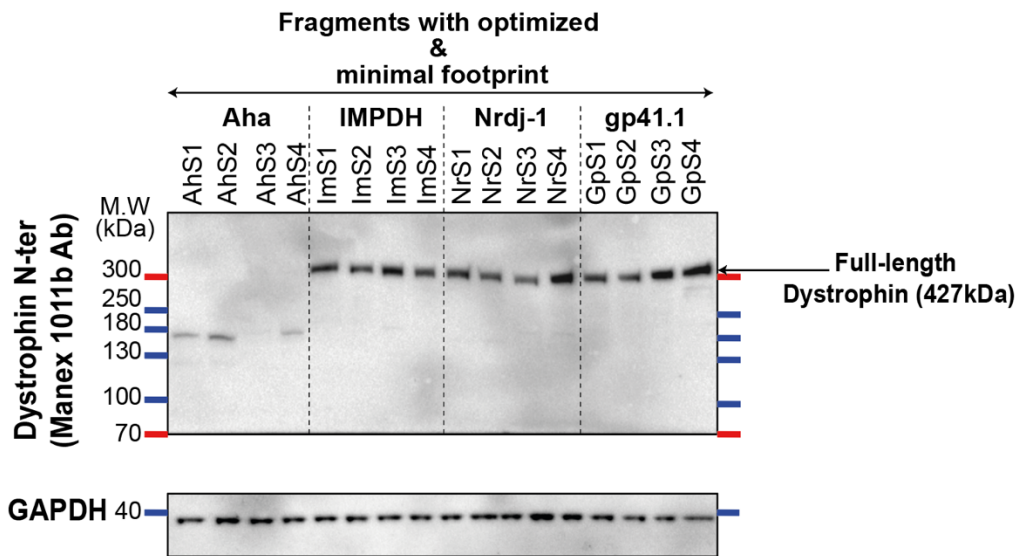 Fragments with optimized
&
minimal footprint
Aha IMPDH Nrdj-1 gp41.1
AhS1 AhS2 AhS3 AhS4 ImS1 ImS2 ImS3 ImS4 NrS1 NrS2 NrS3 NrS4 GpS1 GpS2 GpS3 GpS4
M.W
(kDa)
300
250
180
130
100
70
Dystrophin N-ter
(Manex 1011b Ab)
Full-length
Dystrophin (427kDa)
GAPDH 40